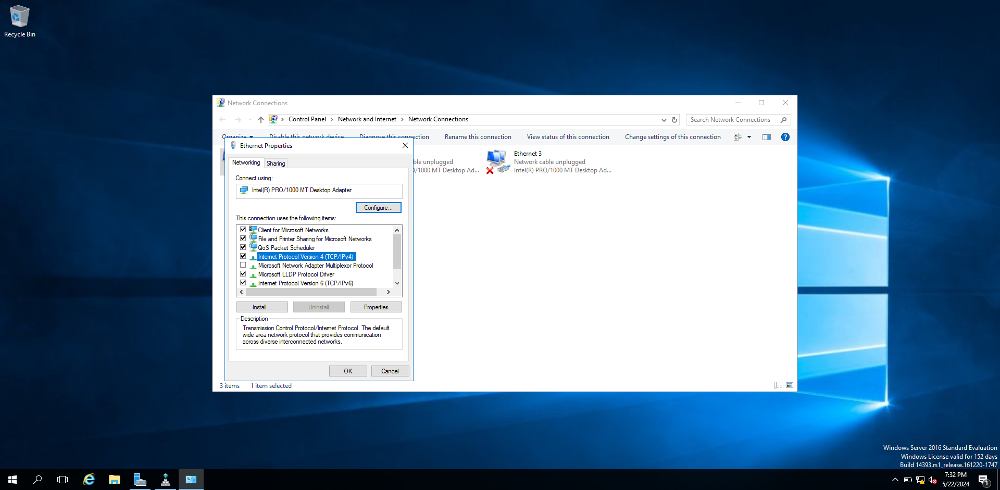 Recycle Bin
Network Connections
Control Panel > Network and Internet > Network Connections
Search Network Connections
Organize
Disable this network device
Diagnose this connection
Rename this connection
View status of this connection
Change settings of this connection
Ethernet Properties
Networking
Sharing
Connect using:
Intel(R) PRO/1000 MT Desktop Adapter
Configure...
This connection uses the following items:
Client for Microsoft Networks
File and Printer Sharing for Microsoft Networks
QoS Packet Scheduler
Internet Protocol Version 4 (TCP/IPv4)
Microsoft Network Adapter Multiplexor Protocol
Microsoft LLDP Protocol Driver
Internet Protocol Version 6 (TCP/IPv6)
Install...
Uninstall
Properties
Description
Transmission Control Protocol/Internet Protocol. The default
wide area network protocol that provides communication
across diverse interconnected networks.
OK
Cancel
ble unplugged
/1000 MT Desktop Ad...
Ethernet 3
Network cable unplugged
Intel(R) PRO/1000 MT Desktop Ad...
3 items
1 item selected
Windows Server 2016 Standard Evaluation
Windows License valid for 152 days
Build 14393.rs1_release.161220-1747
7:32 PM
5/22/2024
1